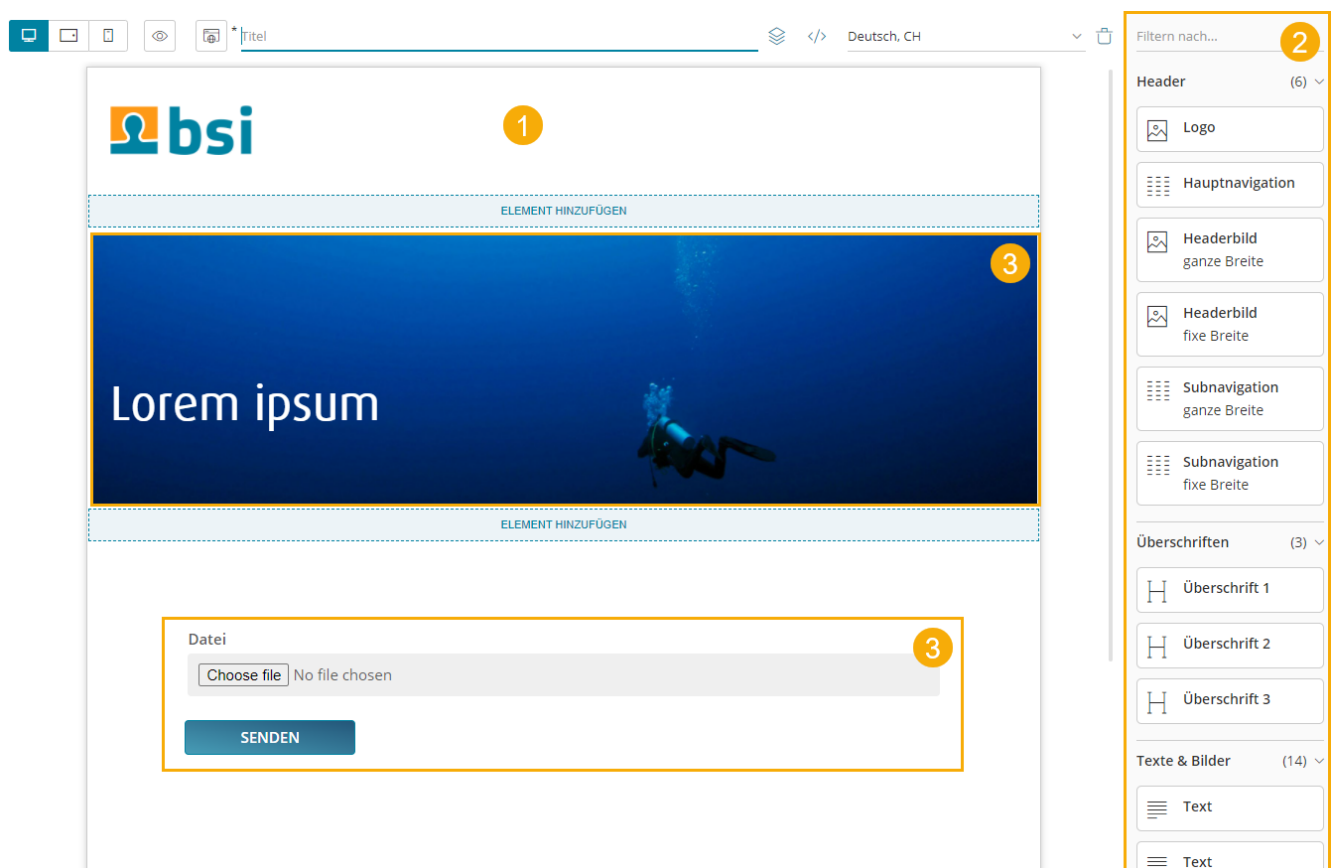 * Titel
</>
Deutsch, CH
Filtern nach...
2
Header (6)
Logo
Hauptnavigation
Headerbild
ganze Breite
Headerbild
fixe Breite
Subnavigation
ganze Breite
Subnavigation
fixe Breite
Überschriften (3)
Überschrift 1
Überschrift 2
Überschrift 3
Texte & Bilder (14)
Text
Text
bsi
1
ELEMENT HINZUFÜGEN
3
Lorem ipsum
ELEMENT HINZUFÜGEN
Datei
3
Choose file No file chosen
SENDEN